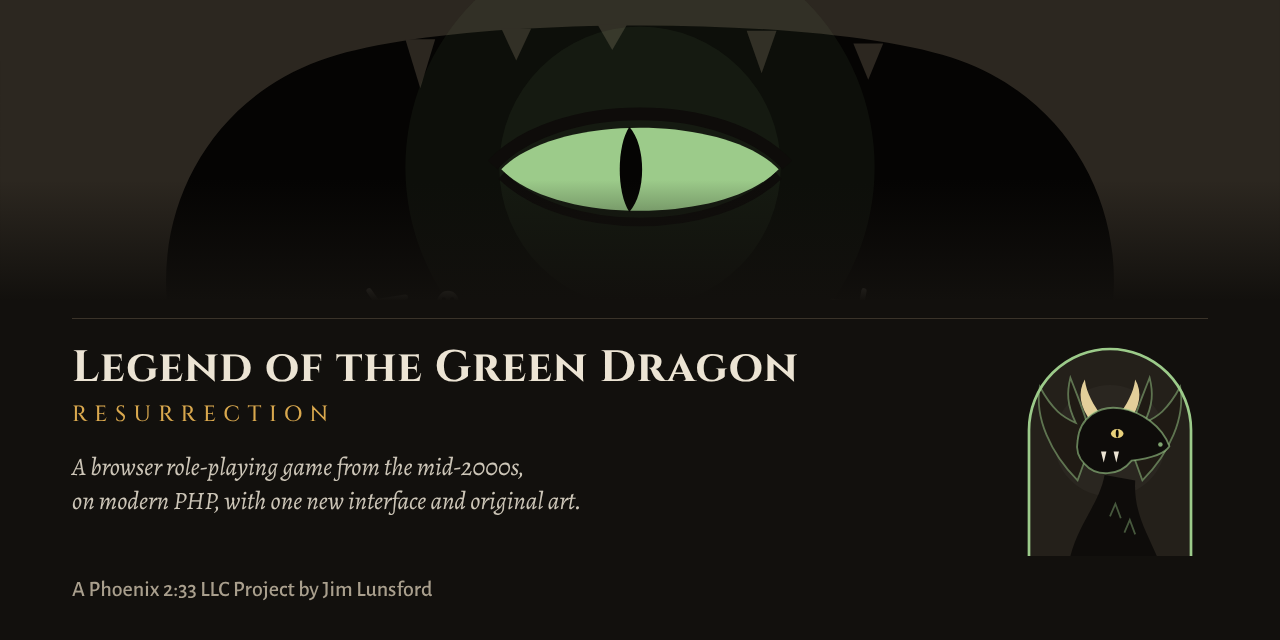 Legend of the Green Dragon
RESURRECTION
A browser role-playing game from the mid-2000s,
on modern PHP, with one new interface and original art.
A Phoenix 2:33 LLC Project by Jim Lunsford